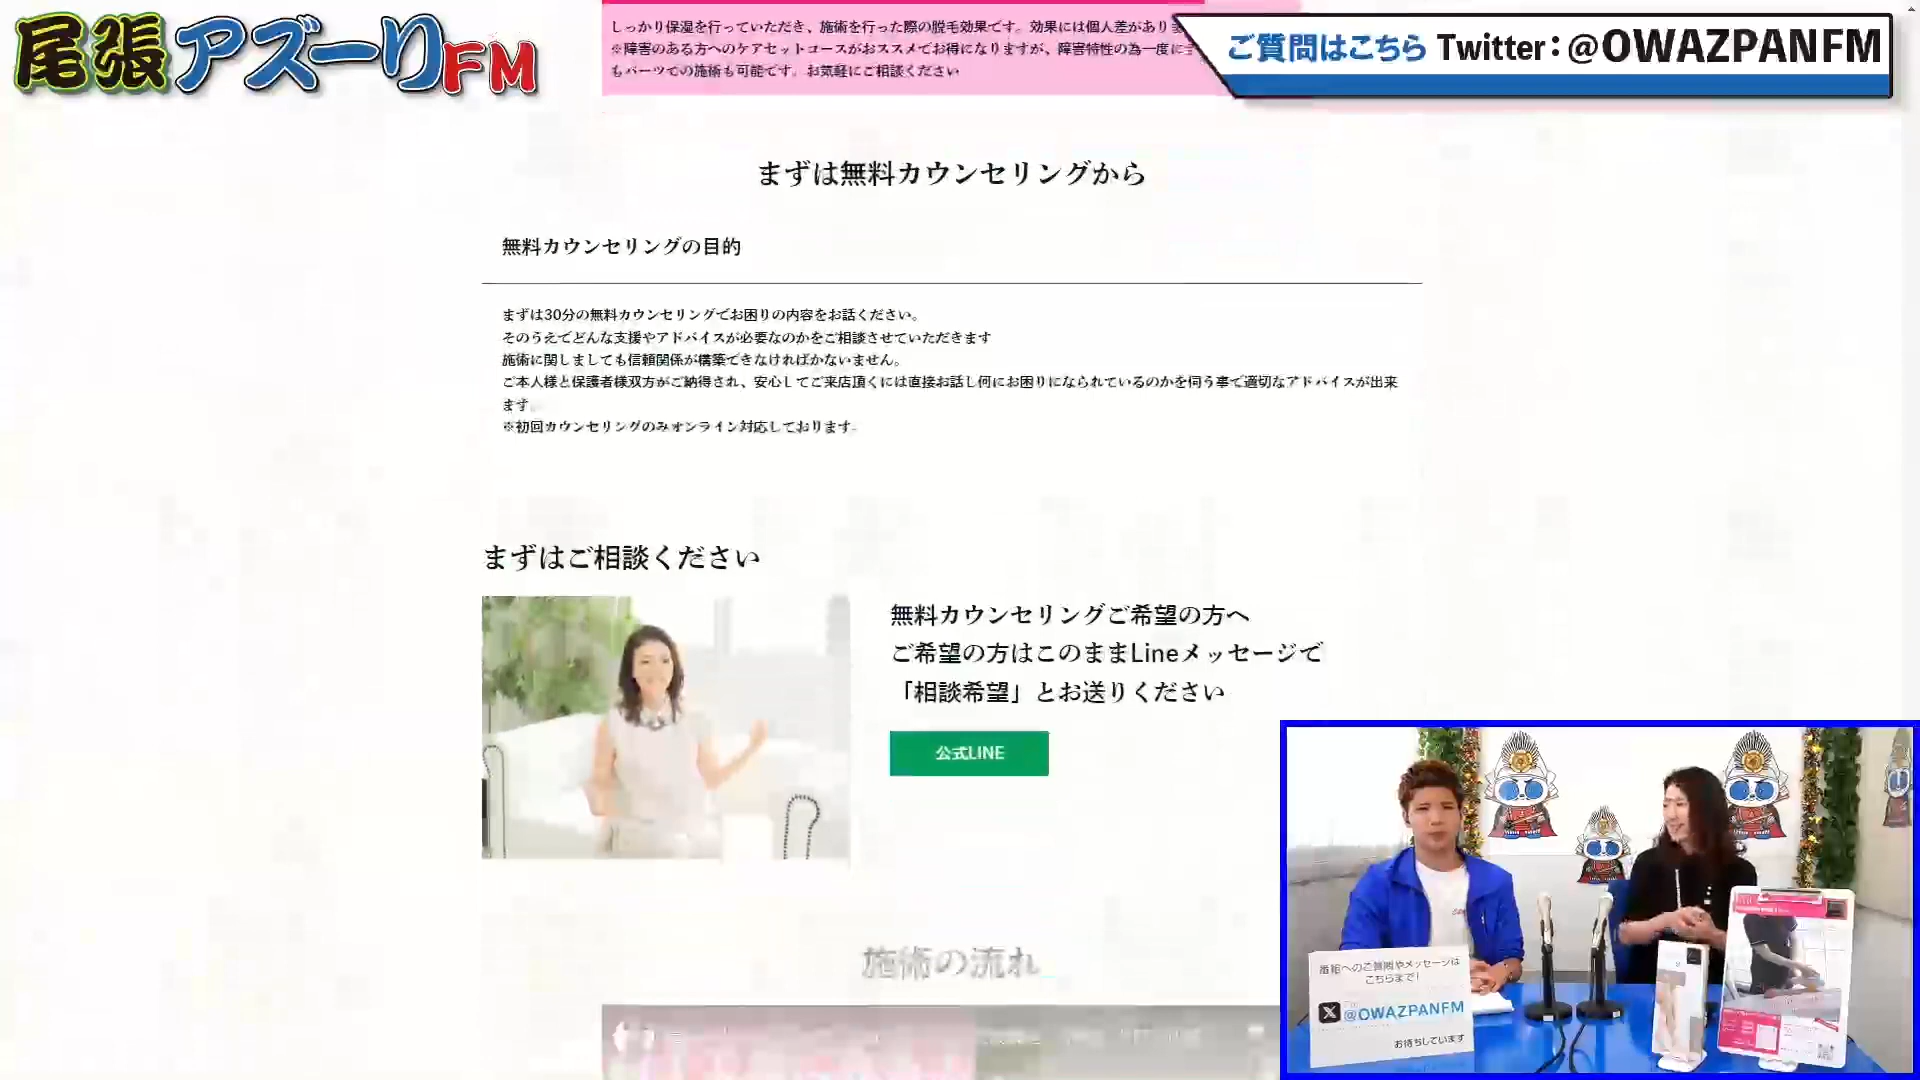 尾張アズーリFM
しっかり保湿を行っていただき、施術を行った際の脱毛効果です。効果には個人差があり
※障害のある方へのケアセットコースがおススメでお得になりますが、障害特性の為一度に
もパーツでの施術も可能です。お気軽にご相談ください
ご質問はこちら Twitter：@OWAZPANFM
まずは無料カウンセリングから
無料カウンセリングの目的
まずは30分の無料カウンセリングでお困りの内容をお話ください。
そのうえでどんな支援やアドバイスが必要なのかをご相談させていただきます
施術に関しましても信頼関係が構築できなければかないません。
ご本人様と保護者様双方がご納得され、安心してご来店頂くには直接お話し何にお困りになられているのかを伺う事で適切なアドバイスが出来
ます。
※初回カウンセリングのみオンライン対応しております。
まずはご相談ください
無料カウンセリングご希望の方へ
ご希望の方はこのままLineメッセージで
「相談希望」とお送りください
公式LINE
施術の流れ
番組へのご質問やメッセージは
こちらまで!
X @OWAZPANFM
お待ちしています